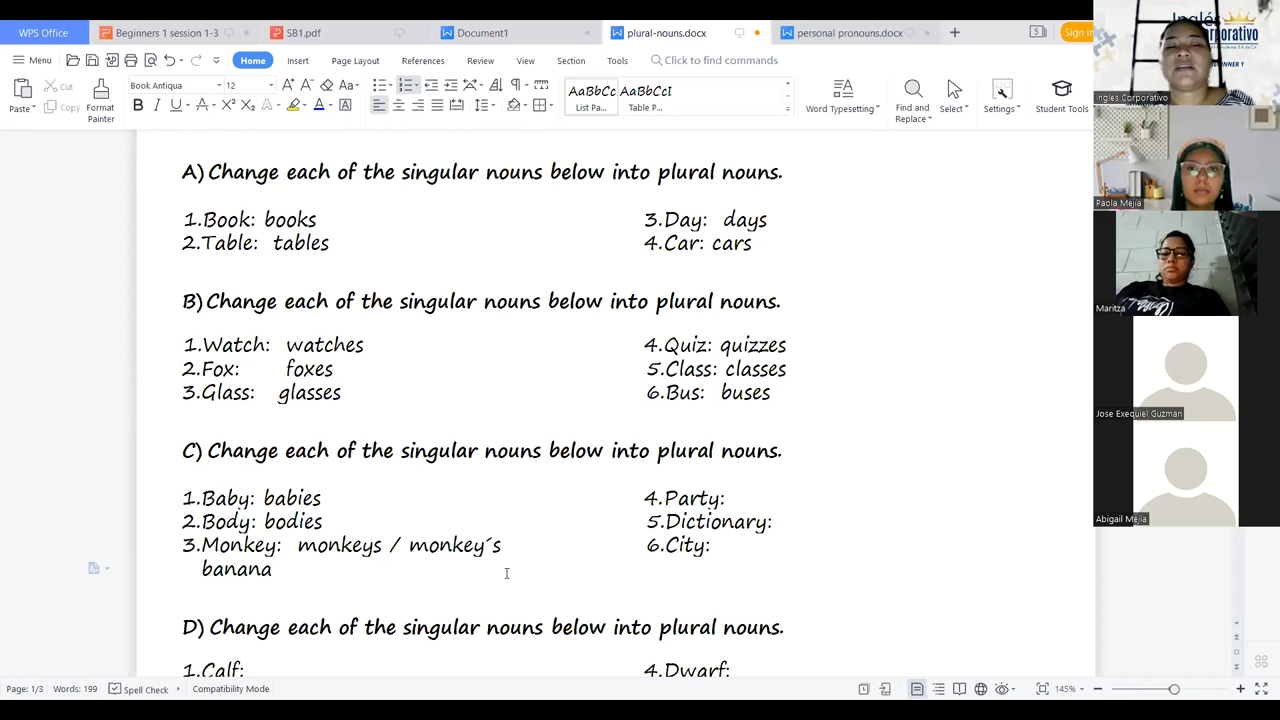 WPS Office
Beginners 1 session 1-3
SB1.pdf
Document1
plural-nouns.docx
personal pronouns.docx
5
Sign in
Menu
Home
Insert
Page Layout
References
Review
View
Section
Tools
Click to find commands
Paste
Cut
Copy
Format Painter
Book Antiqua
12
AaBbCc
List Pa...
AaBbCcI
Table P...
Word Typesetting
Find and Replace
Select
Settings
Student Tools
A) Change each of the singular nouns below into plural nouns.
1.Book: books
2.Table: tables
3.Day: days
4.Car: cars
B) Change each of the singular nouns below into plural nouns.
1.Watch: watches
2.Fox: foxes
3.Glass: glasses
4.Quiz: quizzes
5.Class: classes
6.Bus: buses
C) Change each of the singular nouns below into plural nouns.
1.Baby: babies
2.Body: bodies
3.Monkey: monkeys / monkey´s
banana
4.Party:
5.Dictionary:
6.City:
D) Change each of the singular nouns below into plural nouns.
1.Calf:
4.Dwarf:
Page: 1/3
Words: 199
Spell Check
Compatibility Mode
145%
Ingles Corporativo
Paola Mejia
Maritza
Jose Exequiel Guzman
Abigail Mejia